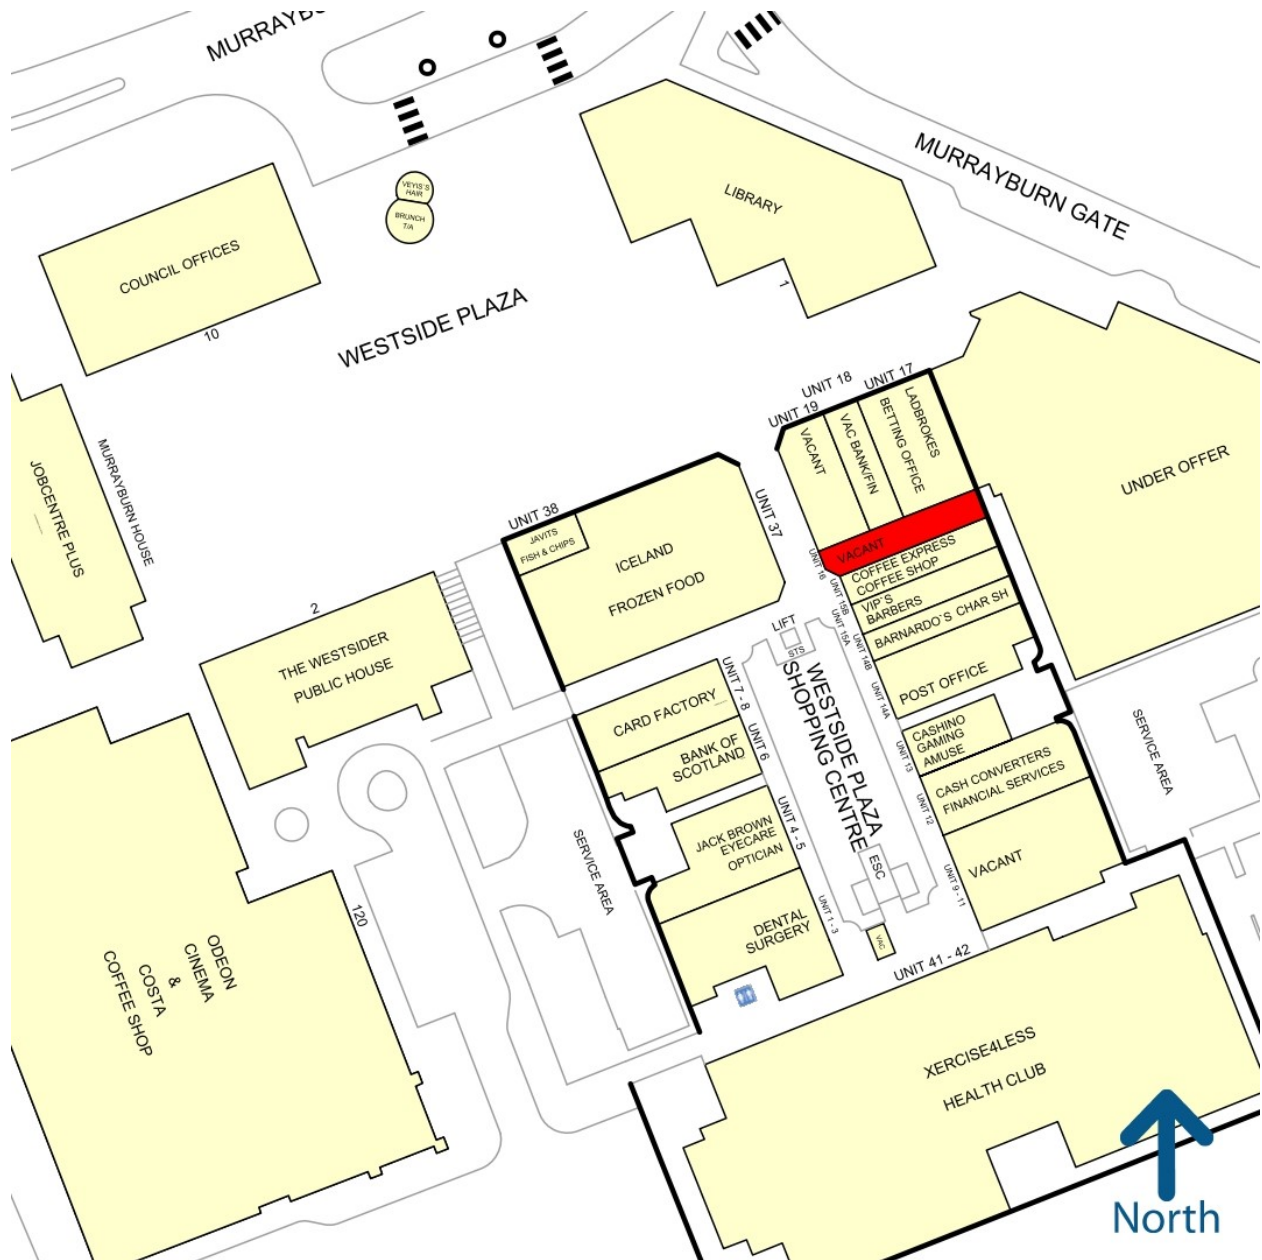 MURRAYBU
MURRAYBURN GATE
VEYIS'S
HAIR
BRUNCH
T/A
LIBRARY
1
COUNCIL OFFICES
10
WESTSIDE PLAZA
JOBCENTRE PLUS
MURRAYBURN HOUSE
UNIT 19
UNIT 18
UNIT 17
VACANT
VAC BANK/FIN
LADBROKES
BETTING OFFICE
UNDER OFFER
UNIT 38
JAVITS
FISH & CHIPS
ICELAND
FROZEN FOOD
UNIT 37
VACANT
UNIT 16
COFFEE EXPRESS
COFFEE SHOP
UNIT 15B
VIP`S
BARBERS
UNIT 15A
BARNARDO`S CHAR SH
UNIT 14B
POST OFFICE
UNIT 14A
2
THE WESTSIDER
PUBLIC HOUSE
LIFT
STS
WESTSIDE PLAZA
SHOPPING CENTRE
CARD FACTORY
UNIT 7 - 8
BANK OF
SCOTLAND
UNIT 6
CASHINO
GAMING
AMUSE
UNIT 13
CASH CONVERTERS
FINANCIAL SERVICES
UNIT 12
SERVICE AREA
SERVICE AREA
JACK BROWN
EYECARE
OPTICIAN
UNIT 4 - 5
ESC
VACANT
UNIT 9 - 11
DENTAL
SURGERY
UNIT 1 - 3
VAC
UNIT 41 - 42
120
ODEON
CINEMA
&
COSTA
COFFEE SHOP
XERCISE4LESS
HEALTH CLUB
North